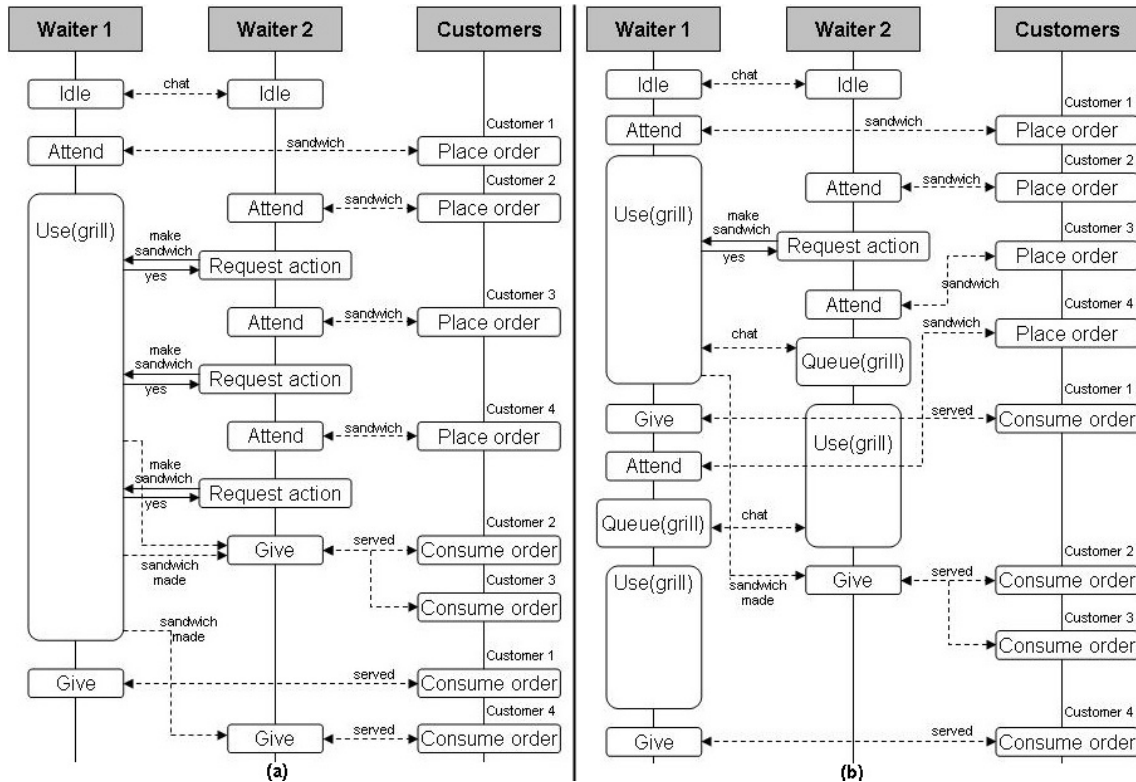 Waiter 1
Waiter 2
Customers
Idle
chat
Idle
Customer 1
Attend
sandwich
Place order
Customer 2
Attend
sandwich
Place order
Use(grill)
make
sandwich
yes
Request action
Customer 3
Attend
sandwich
Place order
make
sandwich
yes
Request action
Customer 4
Attend
sandwich
Place order
make
sandwich
yes
Request action
Customer 2
Give
served
Consume order
sandwich
made
Customer 3
Consume order
sandwich
made
Customer 1
Give
served
Consume order
Customer 4
Give
served
Consume order
(a)
Waiter 1
Waiter 2
Customers
Idle
chat
Idle
Customer 1
Attend
sandwich
Place order
Customer 2
Attend
sandwich
Place order
Use(grill)
make
sandwich
yes
Request action
Customer 3
Place order
sandwich
Attend
Customer 4
sandwich
Place order
chat
Queue(grill)
Customer 1
Give
served
Consume order
Use(grill)
Attend
Queue(grill)
chat
Customer 2
Use(grill)
sandwich
made
Give
served
Consume order
Customer 3
Consume order
Customer 4
Give
served
Consume order
(b)